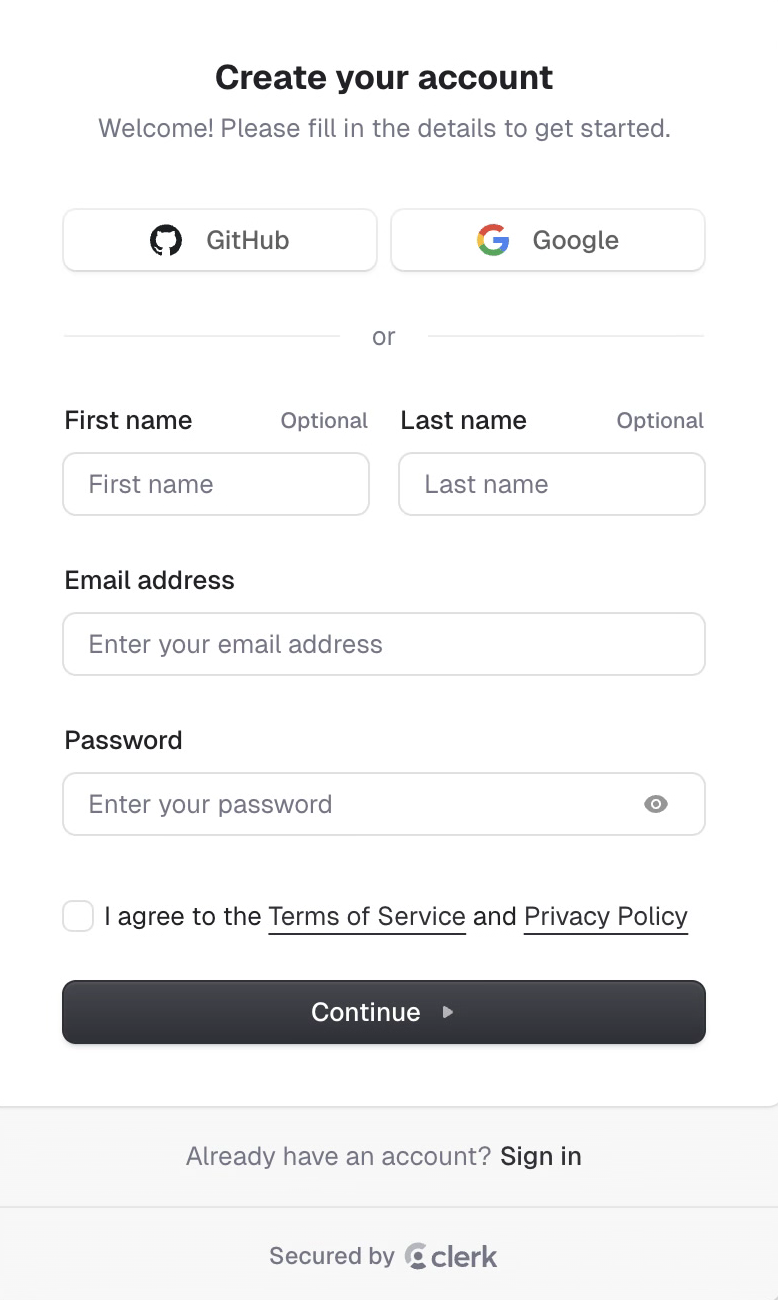 Create your account
Welcome! Please fill in the details to get started.
GitHub Google
or
First name Optional Last name Optional
First name Last name
Email address
Enter your email address
Password
Enter your password
I agree to the Terms of Service and Privacy Policy
Continue
Already have an account? Sign in
Secured by clerk